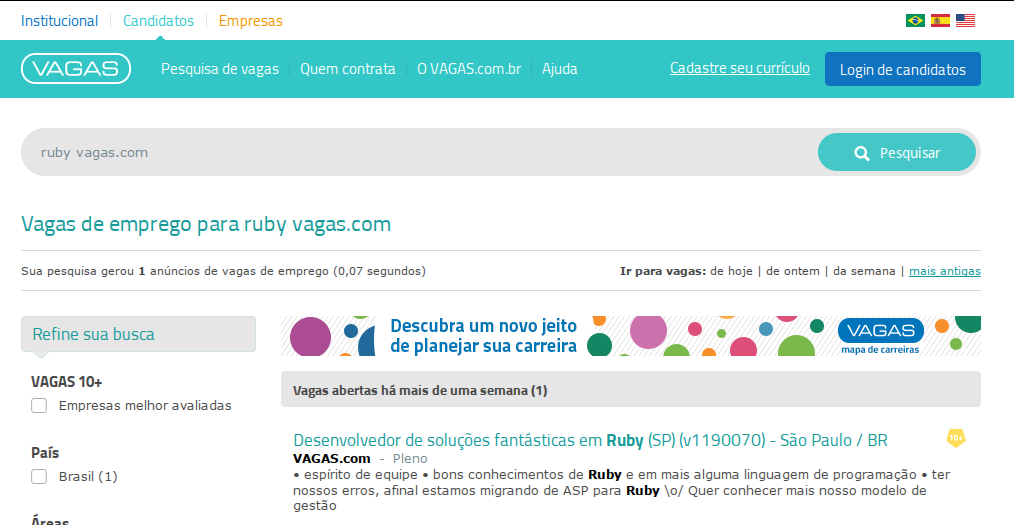 Institucional Candidatos Empresas
VAGAS Pesquisa de vagas Quem contrata O VAGAS.com.br Ajuda Cadastre seu currículo Login de candidatos
ruby vagas.com Pesquisar
Vagas de emprego para ruby vagas.com
Sua pesquisa gerou 1 anúncios de vagas de emprego (0,07 segundos) Ir para vagas: de hoje | de ontem | da semana | mais antigas
Refine sua busca
VAGAS 10+
Empresas melhor avaliadas
País
Brasil (1)
Áreas
Descubra um novo jeito
de planejar sua carreira
VAGAS
mapa de carreiras
Vagas abertas há mais de uma semana (1)
Desenvolvedor de soluções fantásticas em Ruby (SP) (v1190070) - São Paulo / BR
10+
VAGAS.com - Pleno
• espírito de equipe • bons conhecimentos de Ruby e em mais alguma linguagem de programação • ter
nossos erros, afinal estamos migrando de ASP para Ruby \o/ Quer conhecer mais nosso modelo de
gestão